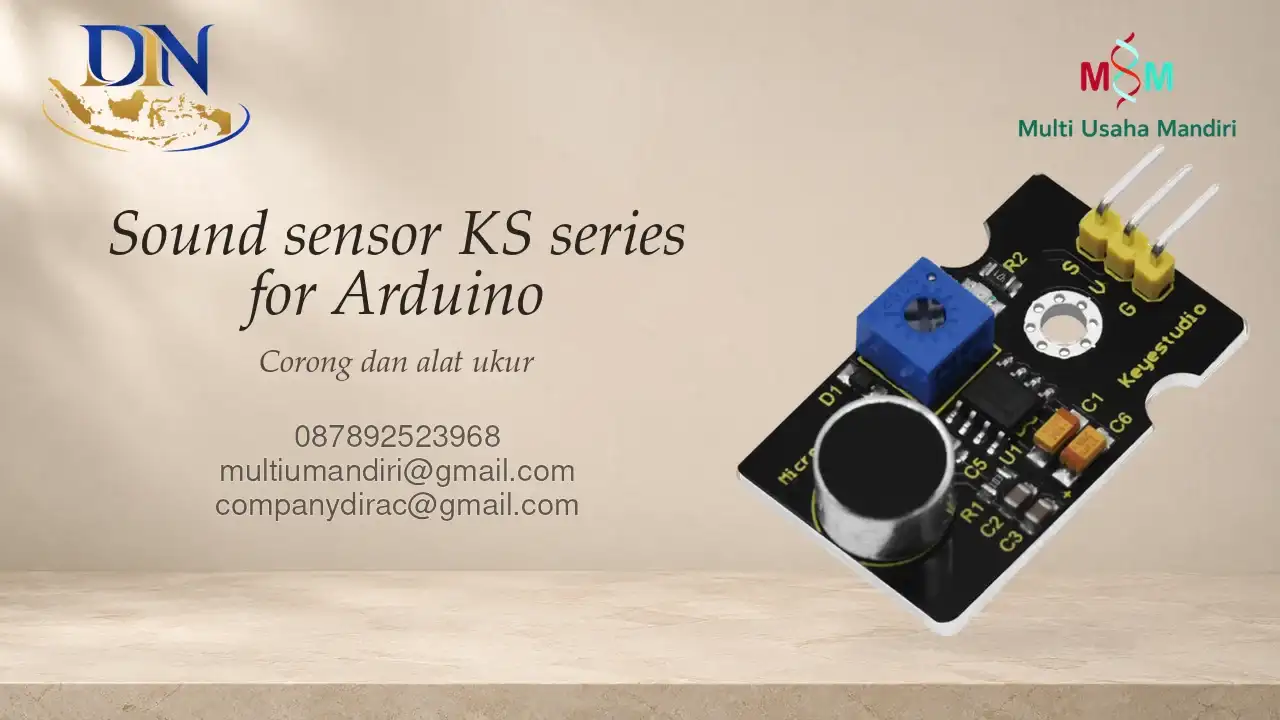 DIN
MSM
Multi Usaha Mandiri
Sound sensor KS series
for Arduino
Corong dan alat ukur
087892523968
multiumandiri@gmail.com
companydirac@gmail.com
S
V
G
R2
Keyestudio
D1
C1
C6
U1
C5
R1
C2
C3
+